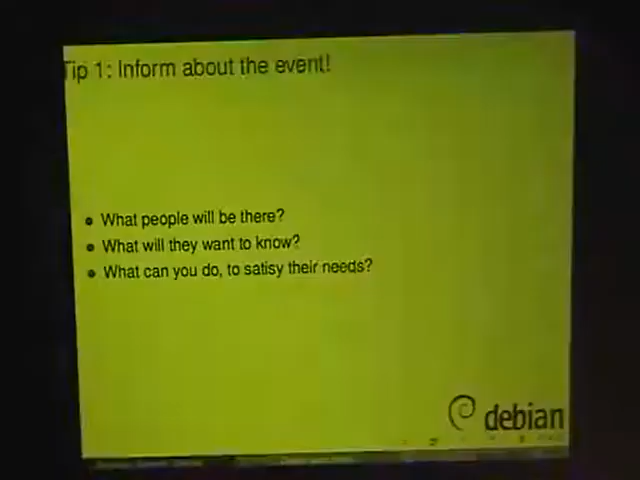 Tip 1: Inform about the event!
What people will be there?
What will they want to know?
What can you do, to satisy their needs?
debian